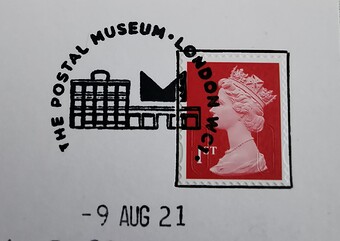 THE POSTAL MUSEUM · LONDON WC1.
1ST
- 9 AUG 21